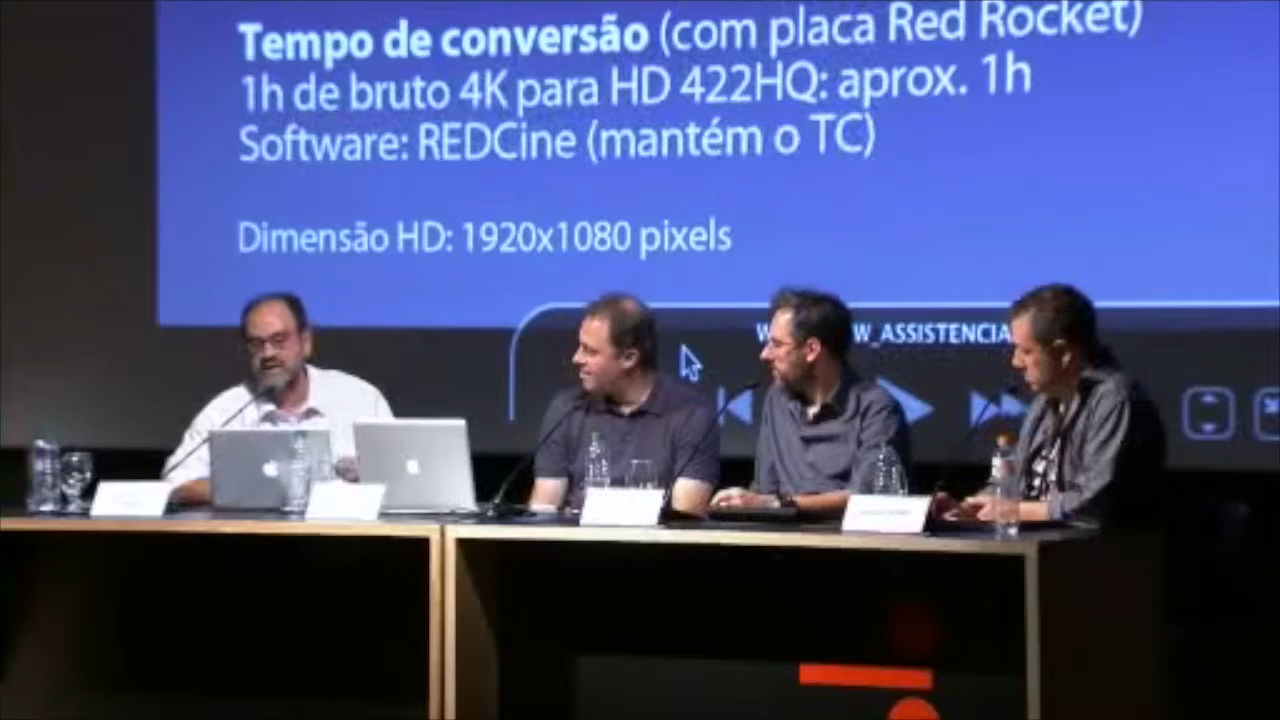 Tempo de conversão (com placa Red Rocket)
1h de bruto 4K para HD 422HQ: aprox. 1h
Software: REDCine (mantém o TC)
Dimensão HD: 1920x1080 pixels
W_ASSISTENCIA